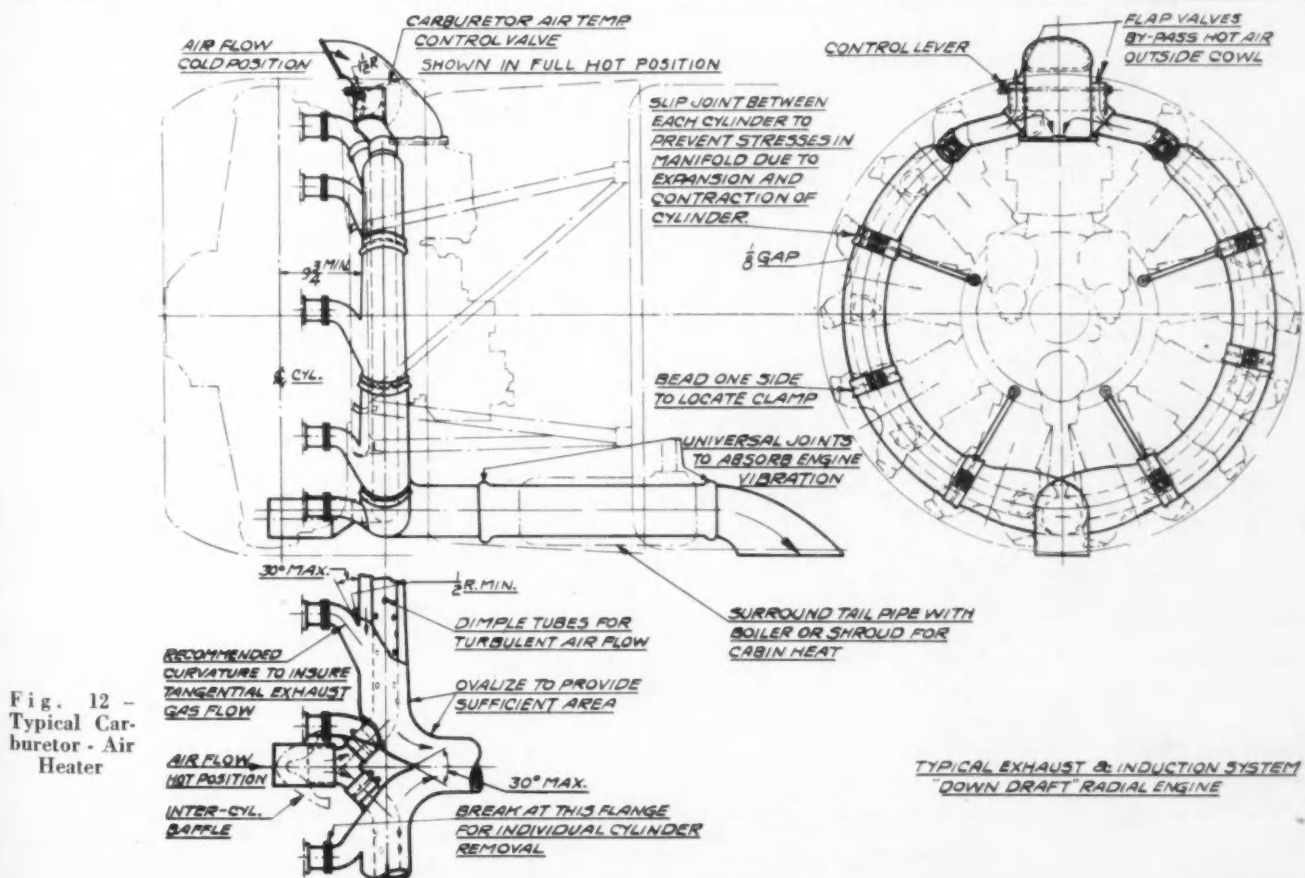 AIR FLOW
COLD POSITION
1/2 R
CARBURETOR AIR TEMP
CONTROL VALVE
SHOWN IN FULL HOT POSITION
CONTROL LEVER
FLAP VALVES
BY-PASS HOT AIR
OUTSIDE COWL
SLIP JOINT BETWEEN
EACH CYLINDER TO
PREVENT STRESSES IN
MANIFOLD DUE TO
EXPANSION AND
CONTRACTION OF
CYLINDER.
1/8 GAP
9 3/4 MIN.
℄ CYL.
BEAD ONE SIDE
TO LOCATE CLAMP
UNIVERSAL JOINTS
TO ABSORB ENGINE
VIBRATION
30° MAX.
1/2 R. MIN.
DIMPLE TUBES FOR
TURBULENT AIR FLOW
SURROUND TAIL PIPE WITH
BOILER OR SHROUD FOR
CABIN HEAT
RECOMMENDED
CURVATURE TO INSURE
TANGENTIAL EXHAUST
GAS FLOW
OVALIZE TO PROVIDE
SUFFICIENT AREA
AIR FLOW
HOT POSITION
30° MAX.
INTER-CYL.
BAFFLE
BREAK AT THIS FLANGE
FOR INDIVIDUAL CYLINDER
REMOVAL
Fig. 12 –
Typical Car-
buretor - Air
Heater
TYPICAL EXHAUST & INDUCTION SYSTEM
"DOWN DRAFT" RADIAL ENGINE